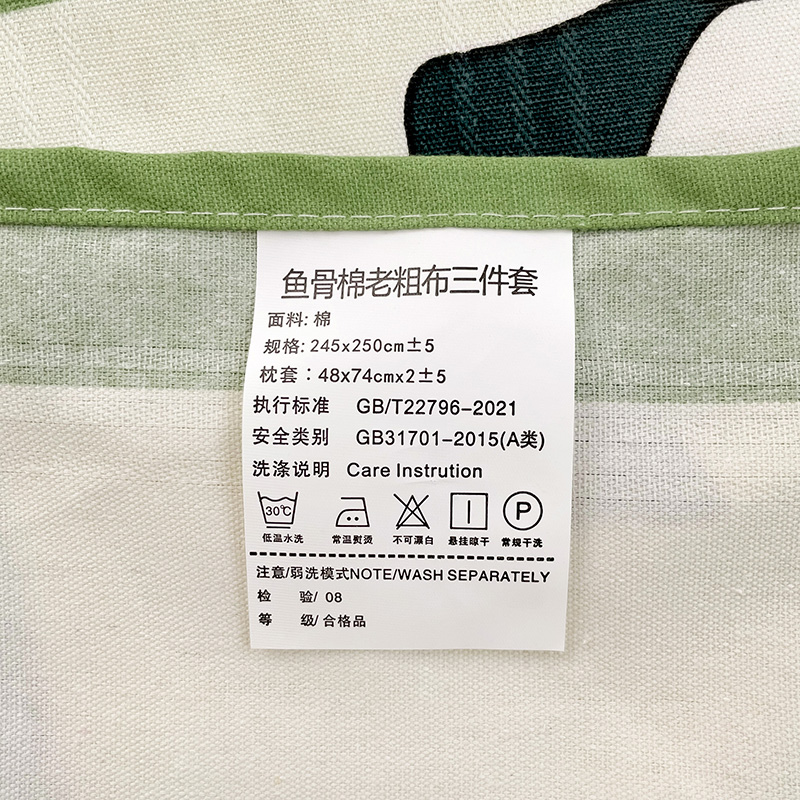 鱼骨棉老粗布三件套
面料: 棉
规格: 245x250cm±5
枕套：48x74cmx2±5
执行标准 GB/T22796-2021
安全类别 GB31701-2015(A类)
洗涤说明 Care Instrution
30℃ P
低温水洗 常温熨烫 不可漂白 悬挂晾干 常规干洗
注意/弱洗模式NOTE/WASH SEPARATELY
检 验/ 08
等 级/ 合格品